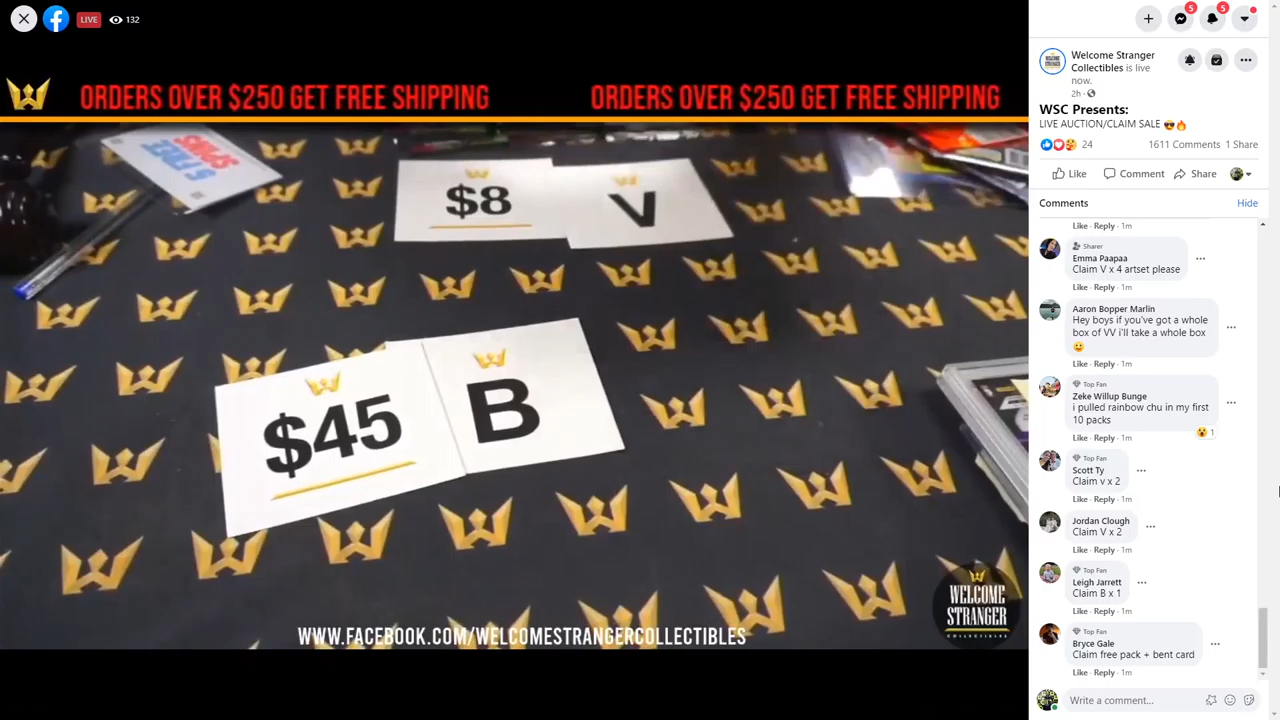 LIVE 132
5 5
ORDERS OVER $250 GET FREE SHIPPING ORDERS OVER $250 GET FREE SHIPPING
$8 V
$45 B
WELCOME
STRANGER
COLLECTIBLES
WWW.FACEBOOK.COM/WELCOMESTRANGERCOLLECTIBLES
Welcome Stranger
Collectibles is live
now.
2h ·
WSC Presents:
LIVE AUCTION/CLAIM SALE 😎🔥
24 1611 Comments 1 Share
Like Comment Share
Comments Hide
Like · Reply · 1m
Sharer
Emma Paapaa
Claim V x 4 artset please
Like · Reply · 1m
Aaron Bopper Marlin
Hey boys if you've got a whole
box of VV i'll take a whole box
🙂
Like · Reply · 1m
Top Fan
Zeke Willup Bunge
i pulled rainbow chu in my first
10 packs
😮 1
Like · Reply · 1m
Top Fan
Scott Ty
Claim v x 2
Like · Reply · 1m
Jordan Clough
Claim V x 2
Like · Reply · 1m
Top Fan
Leigh Jarrett
Claim B x 1
Like · Reply · 1m
Top Fan
Bryce Gale
Claim free pack + bent card
Like · Reply · 1m
Write a comment...